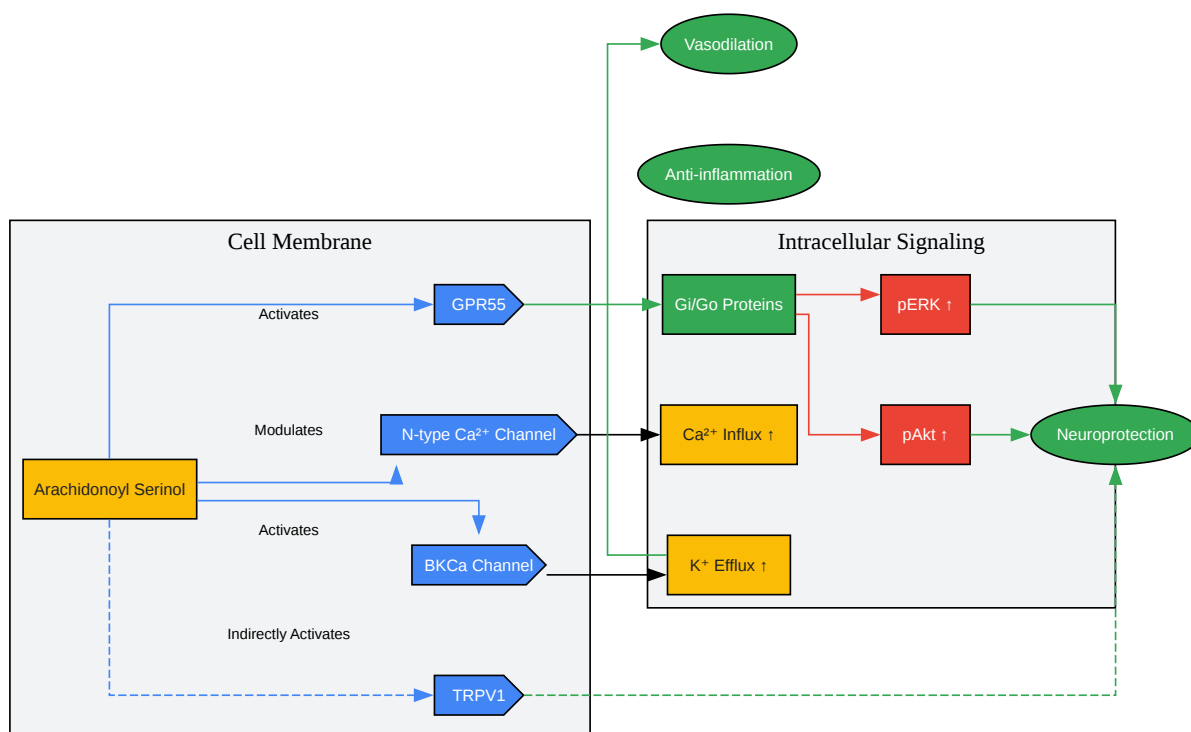 Vasodilation
Anti-inflammation
Cell Membrane
Intracellular Signaling
GPR55
Gi/Go Proteins
pERK ↑
Activates
Modulates
N-type Ca²⁺ Channel
Ca²⁺ Influx ↑
pAkt ↑
Neuroprotection
Arachidonoyl Serinol
Activates
BKCa Channel
K⁺ Efflux ↑
Indirectly Activates
TRPV1